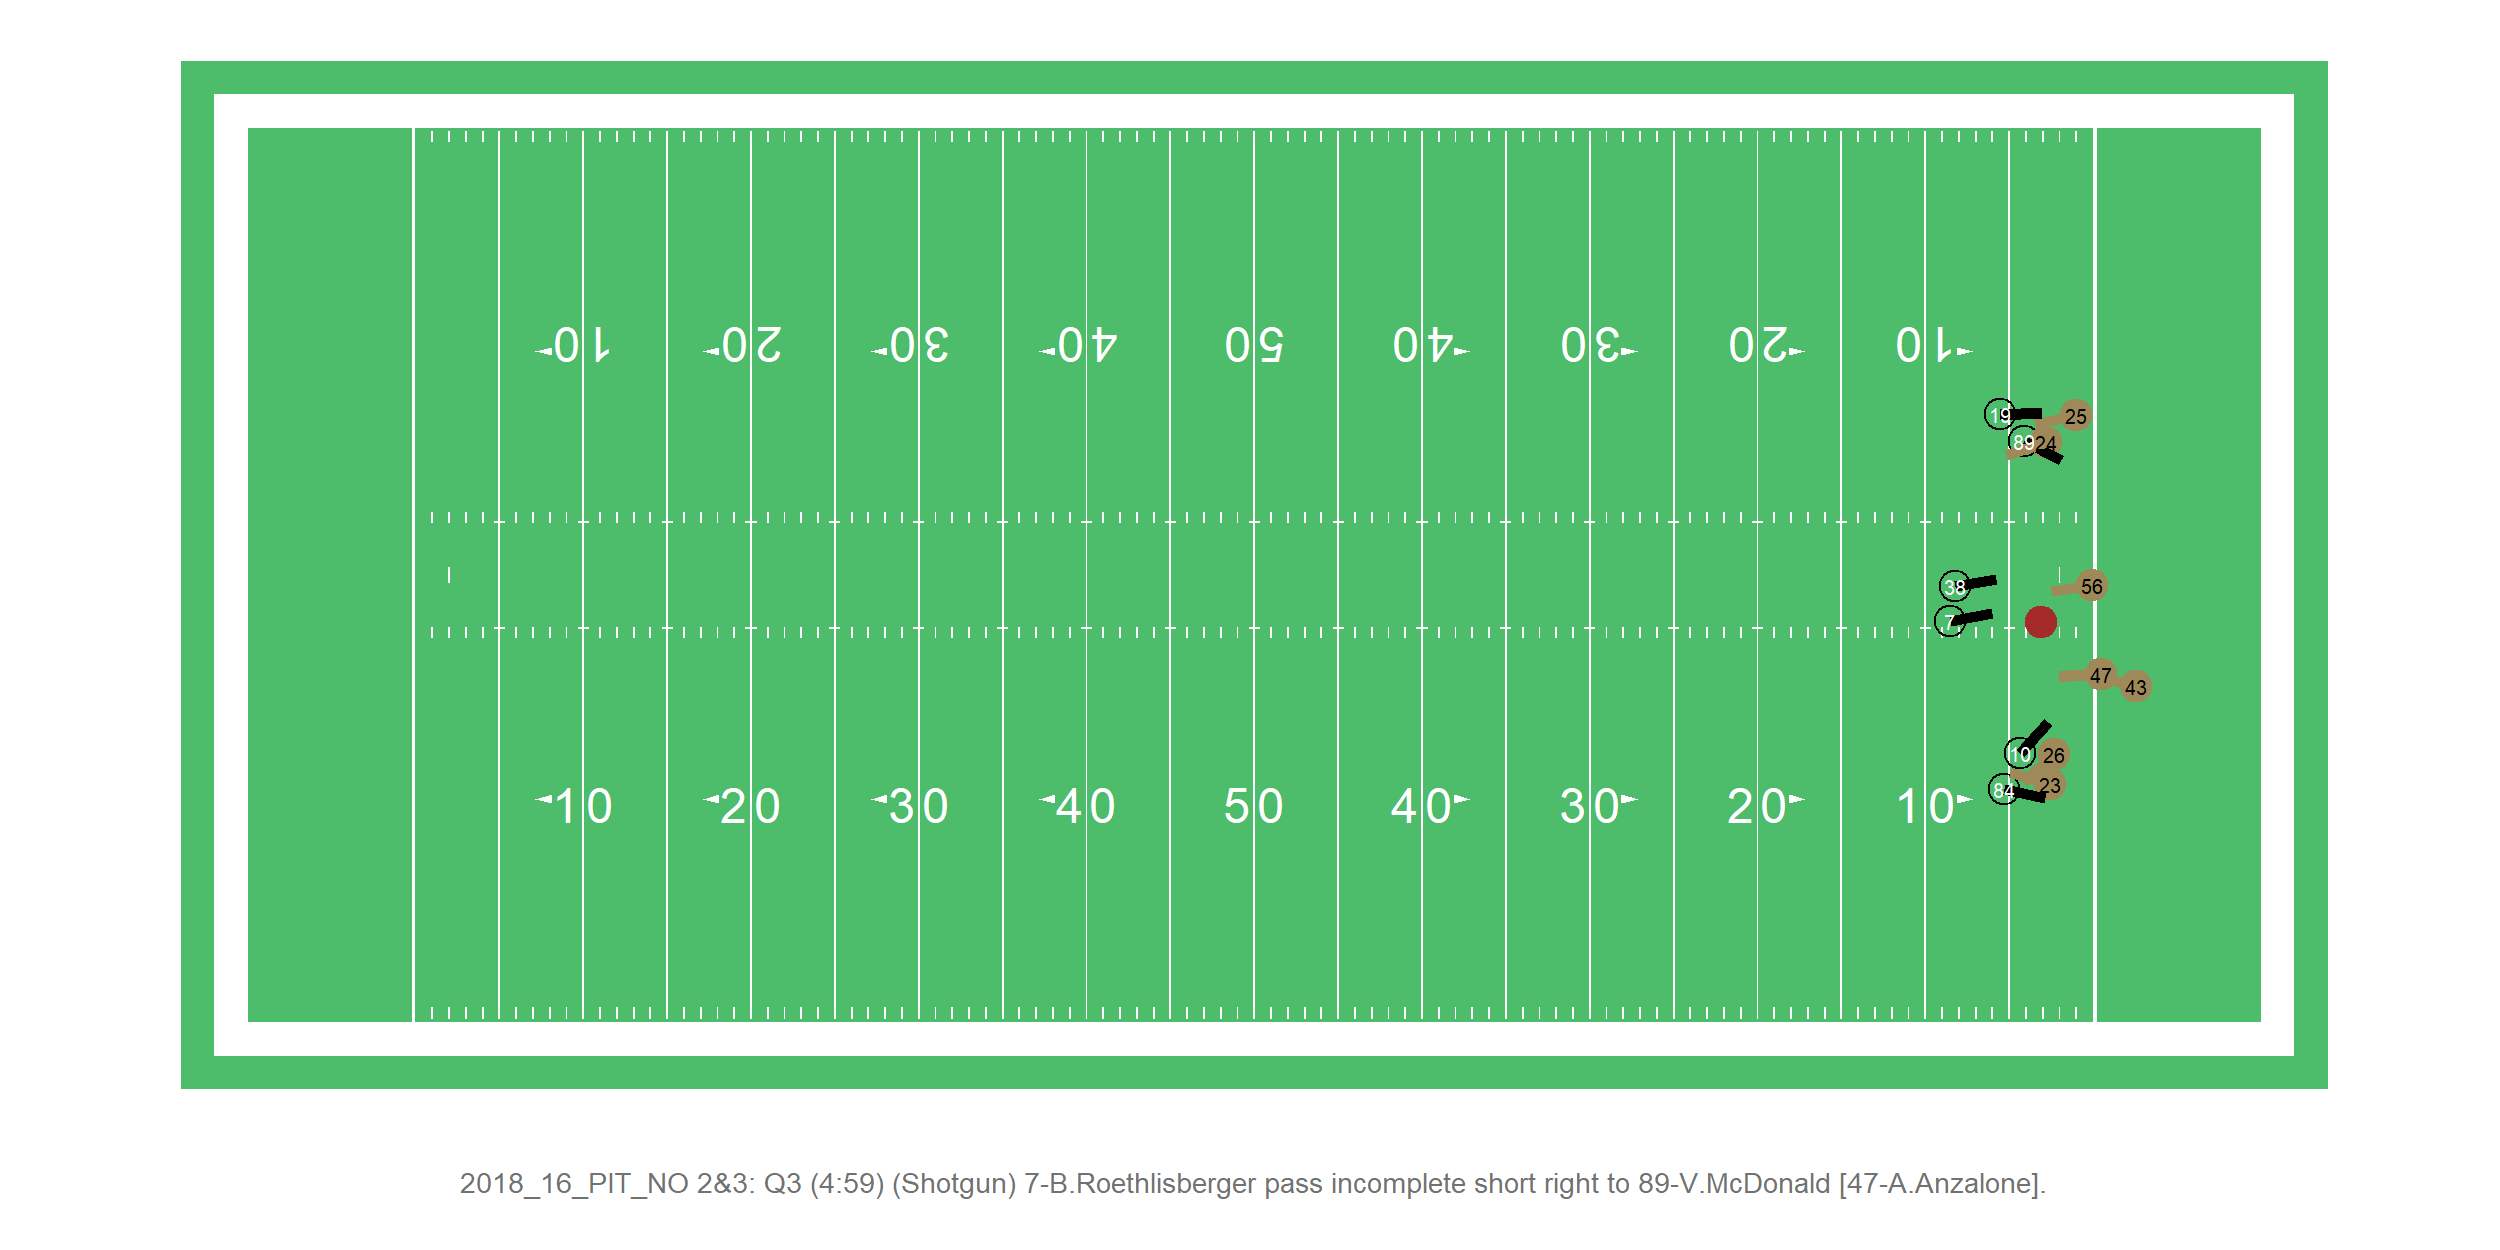 10 20 30 40 50 40 30 20 10
19 25
89 24
38 56
7
47 43
10 26
84 23
10 20 30 40 50 40 30 20 10
2018_16_PIT_NO 2&3: Q3 (4:59) (Shotgun) 7-B.Roethlisberger pass incomplete short right to 89-V.McDonald [47-A.Anzalone].